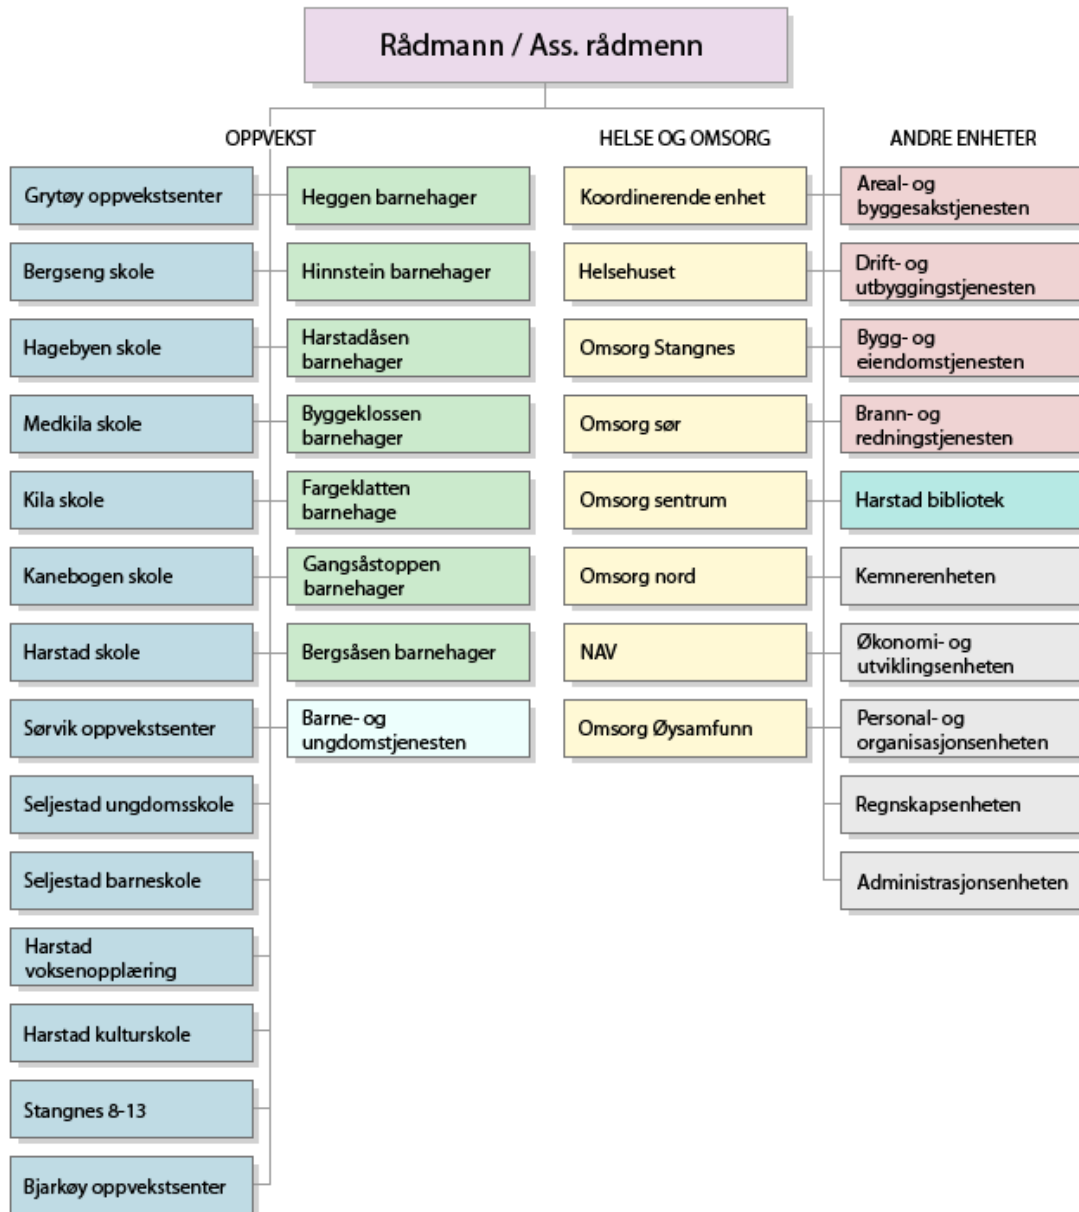 Rådmann / Ass. rådmenn
OPPVEKST
Grytøy oppvekstsenter
Bergseng skole
Hagebyen skole
Medkila skole
Kila skole
Kanebogen skole
Harstad skole
Sørvik oppvekstsenter
Seljestad ungdomsskole
Seljestad barneskole
Harstad
voksenopplæring
Harstad kulturskole
Stangnes 8-13
Bjarkøy oppvekstsenter
Heggen barnehager
Hinnstein barnehager
Harstadåsen
barnehager
Byggeklossen
barnehager
Fargeklatten
barnehage
Gangsåstoppen
barnehager
Bergsåsen barnehager
Barne- og
ungdomstjenesten
HELSE OG OMSORG
Koordinerende enhet
Helsehuset
Omsorg Stangnes
Omsorg sør
Omsorg sentrum
Omsorg nord
NAV
Omsorg Øysamfunn
ANDRE ENHETER
Areal- og
byggesakstjenesten
Drift- og
utbyggingstjenesten
Bygg- og
eiendomstjenesten
Brann- og
redningstjenesten
Harstad bibliotek
Kemnerenheten
Økonomi- og
utviklingsenheten
Personal- og
organisasjonsenheten
Regnskapsenheten
Administrasjonsenheten